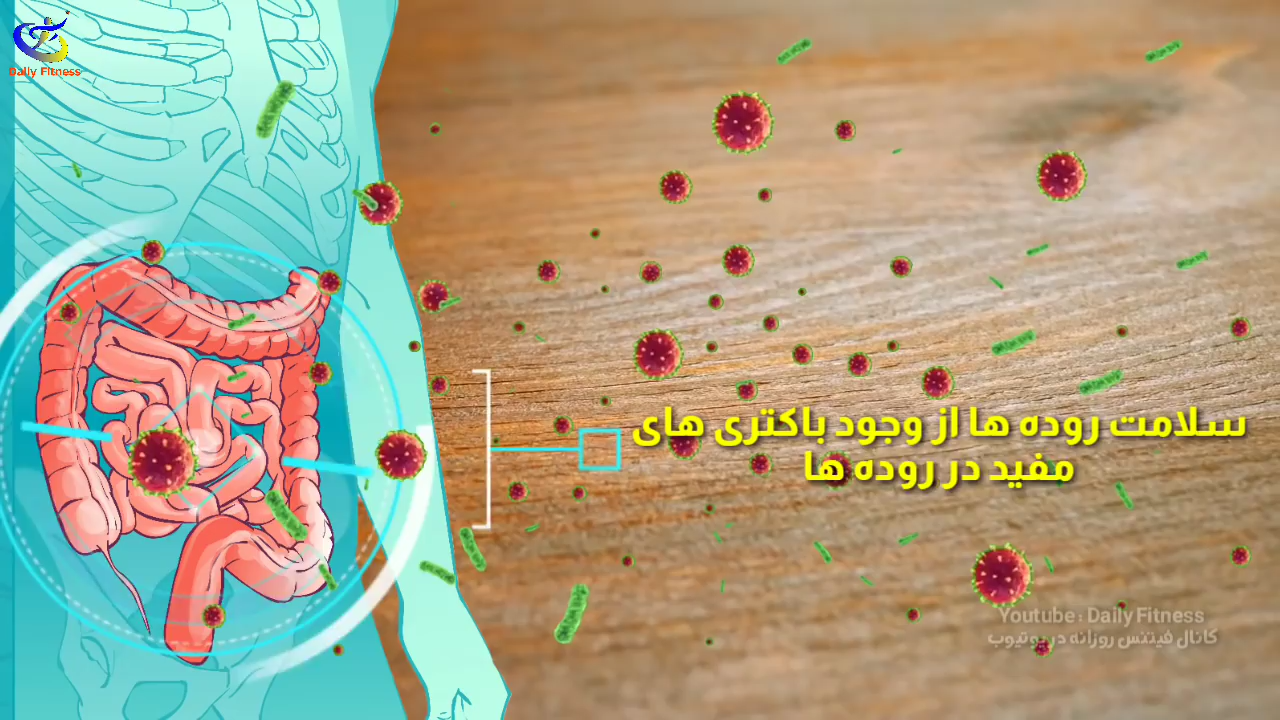 Daily Fitness
سلامت روده ها از وجود باکتری های
مفید در روده ها
Youtube : Daily Fitness
کانال فیتنس روزانه در یوتیوب